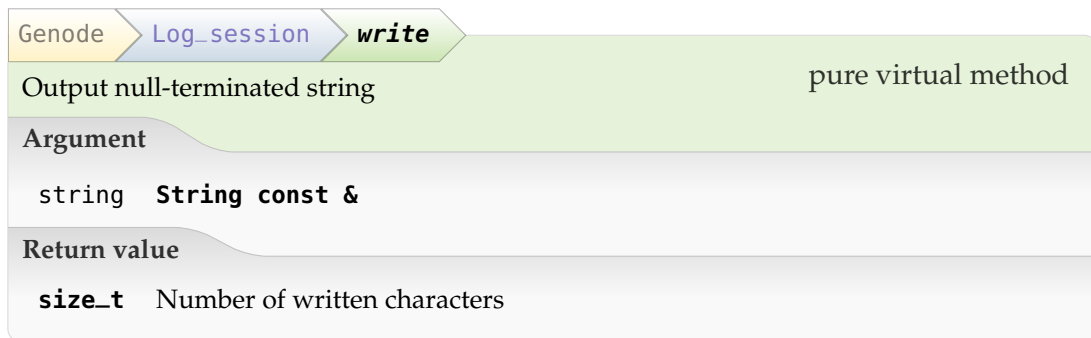 Genode Log_session write
pure virtual method
Output null-terminated string
Argument
string String const &
Return value
size_t Number of written characters